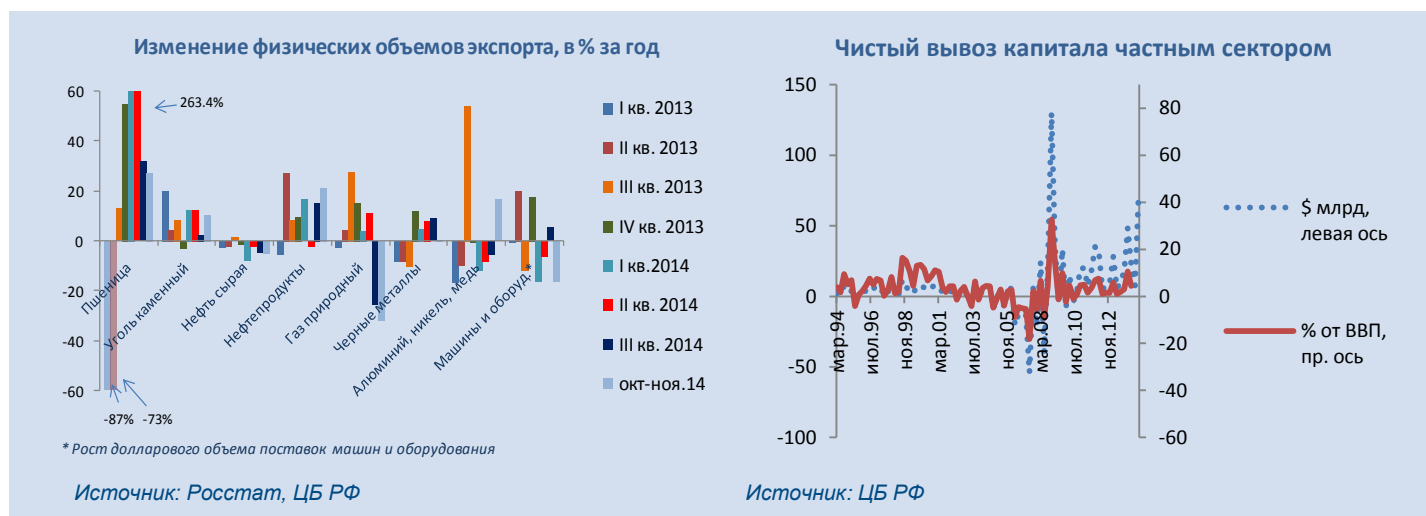 Изменение физических объемов экспорта, в % за год
60
40
20
0
-20
-40
-60
263.4%
-87%
-73%
Пшеница
Уголь каменный
Нефть сырая
Нефтепродукты
Газ природный
Черные металлы
Алюминий, никель, медь
Машины и оборуд.*
I кв. 2013
II кв. 2013
III кв. 2013
IV кв. 2013
I кв.2014
II кв. 2014
III кв. 2014
окт-ноя.14
* Рост долларового объема поставок машин и оборудования
Источник: Росстат, ЦБ РФ
Чистый вывоз капитала частным сектором
150
100
50
0
-50
-100
80
60
40
20
0
-20
-40
-60
мар.94
июл.96
ноя.98
мар.01
июл.03
ноя.05
мар.08
июл.10
ноя.12
$ млрд,
левая ось
% от ВВП,
пр. ось
Источник: ЦБ РФ